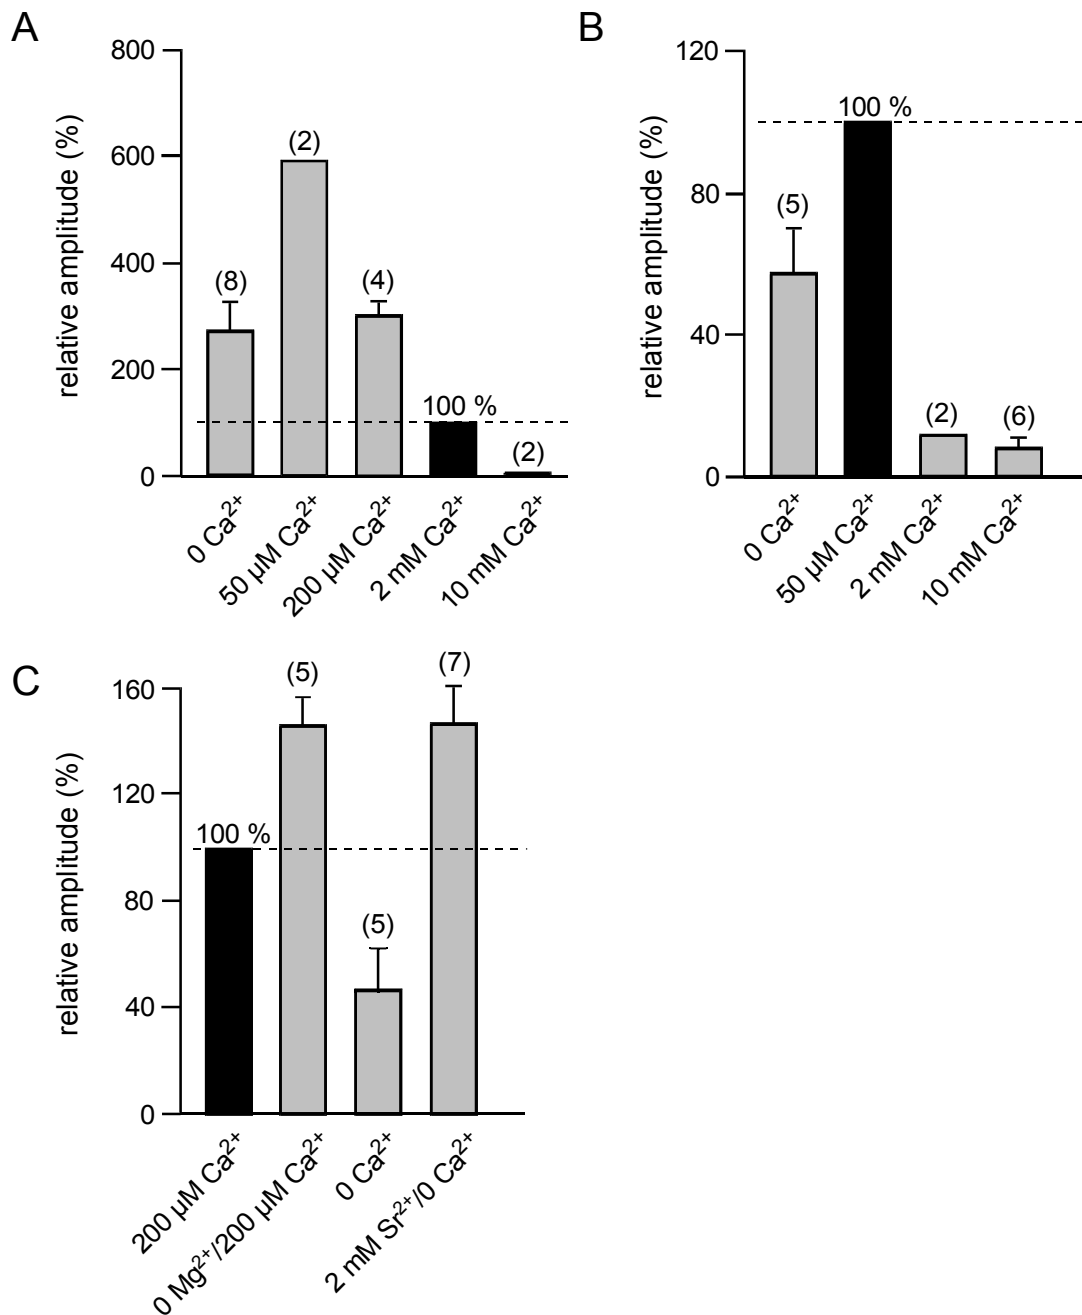 A
relative amplitude (%)
800
600
400
200
0
(8)
(2)
(4)
100 %
(2)
0 Ca²⁺
50 µM Ca²⁺
200 µM Ca²⁺
2 mM Ca²⁺
10 mM Ca²⁺
B
relative amplitude (%)
120
80
40
0
(5)
100 %
(2)
(6)
0 Ca²⁺
50 µM Ca²⁺
2 mM Ca²⁺
10 mM Ca²⁺
C
relative amplitude (%)
160
120
80
40
0
100 %
(5)
(5)
(7)
200 µM Ca²⁺
0 Mg²⁺/200 µM Ca²⁺
0 Ca²⁺
2 mM Sr²⁺/0 Ca²⁺